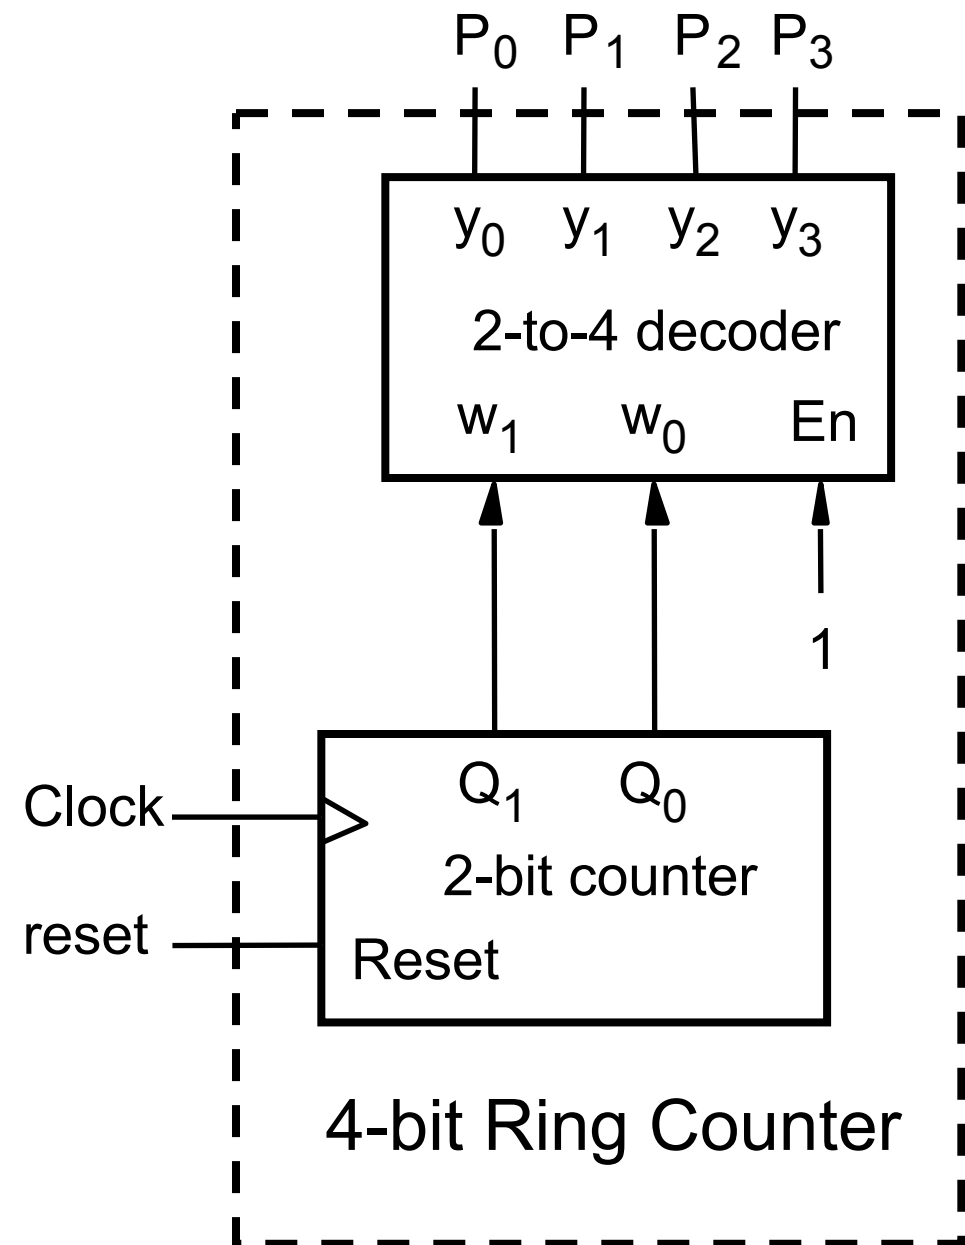 P0 P1 P2 P3
y0 y1 y2 y3
2-to-4 decoder
w1 w0 En
1
Q1 Q0
Clock
2-bit counter
reset
Reset
4-bit Ring Counter